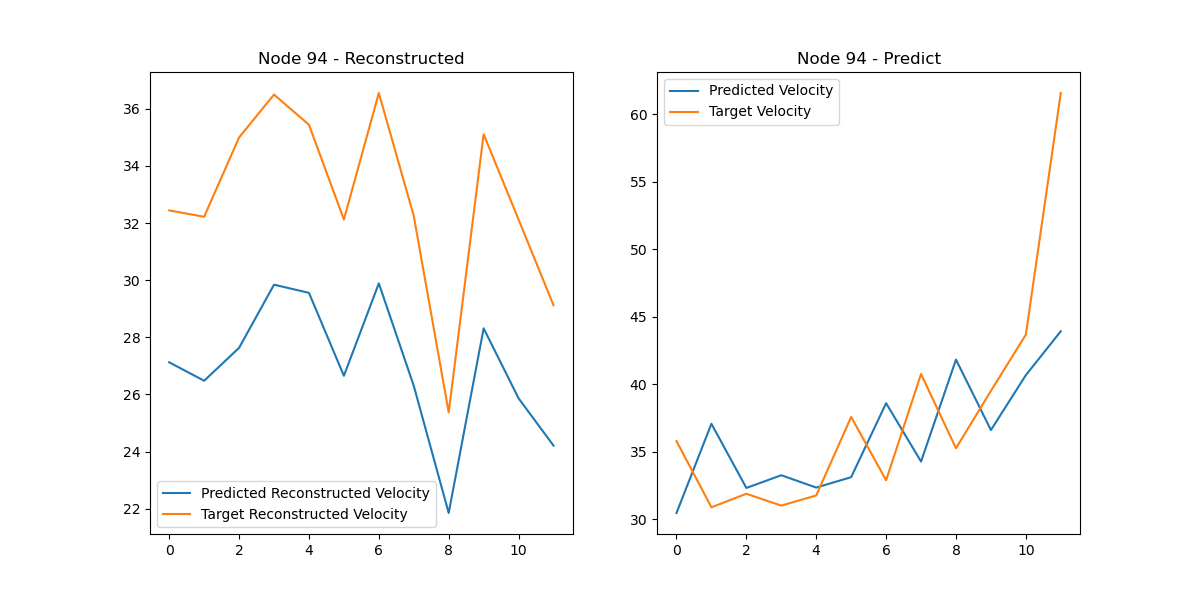 Node 94 - Reconstructed
36
34
32
30
28
26
24
22
0 2 4 6 8 10
Predicted Reconstructed Velocity
Target Reconstructed Velocity
Node 94 - Predict
Predicted Velocity
Target Velocity
60
55
50
45
40
35
30
0 2 4 6 8 10